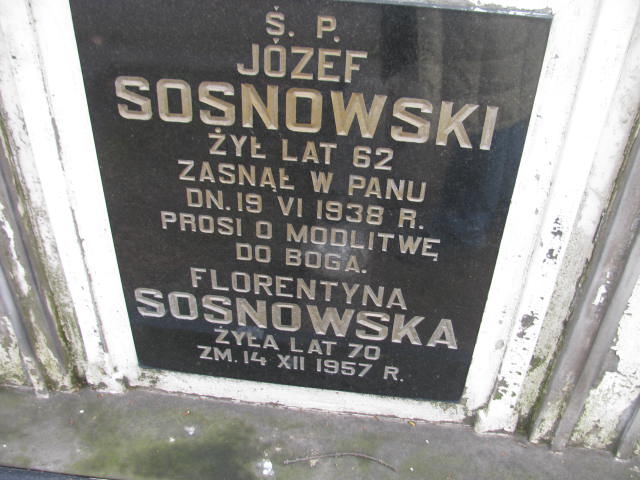 Ś. P.
JÓZEF
SOSNOWSKI
ŻYŁ LAT 62
ZASNĄŁ W PANU
DN. 19 VI 1938 R.
PROSI O MODLITWĘ
DO BOGA.
FLORENTYNA
SOSNOWSKA
ŻYŁA LAT 70
ZM. 14 XII 1957 R.